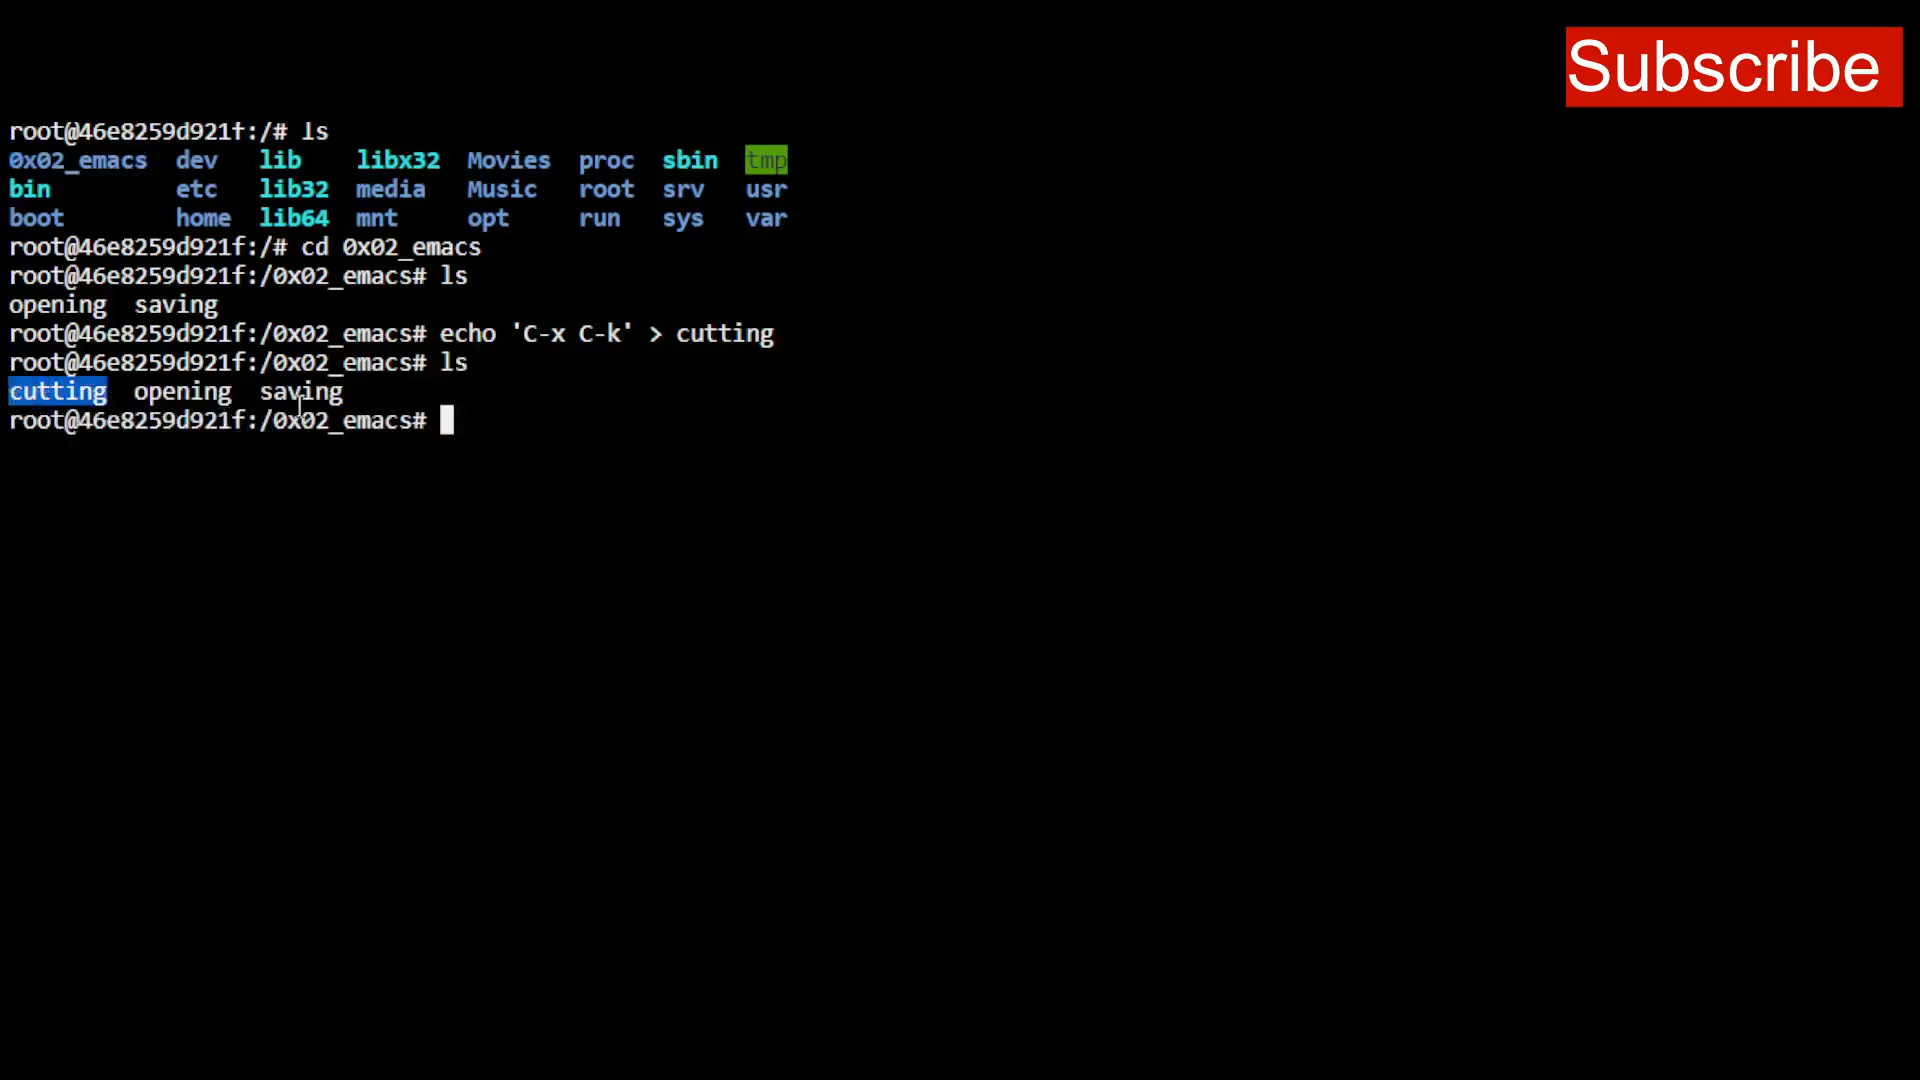 Subscribe
root@46e8259d921f:/# ls
0x02_emacs  dev   lib    libx32  Movies  proc  sbin  tmp
bin         etc   lib32  media   Music   root  srv   usr
boot        home  lib64  mnt     opt     run   sys   var
root@46e8259d921f:/# cd 0x02_emacs
root@46e8259d921f:/0x02_emacs# ls
opening  saving
root@46e8259d921f:/0x02_emacs# echo 'C-x C-k' > cutting
root@46e8259d921f:/0x02_emacs# ls
cutting  opening  saving
root@46e8259d921f:/0x02_emacs#